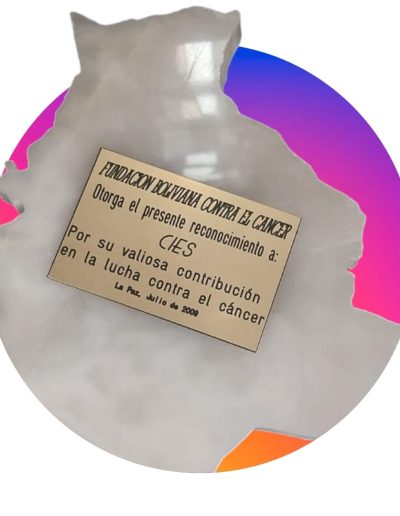 FUNDACION BOLIVIANA CONTRA EL CANCER
Otorga el presente reconocimiento a:
CIES
Por su valiosa contribución
en la lucha contra el cáncer
La Paz, Julio de 2009